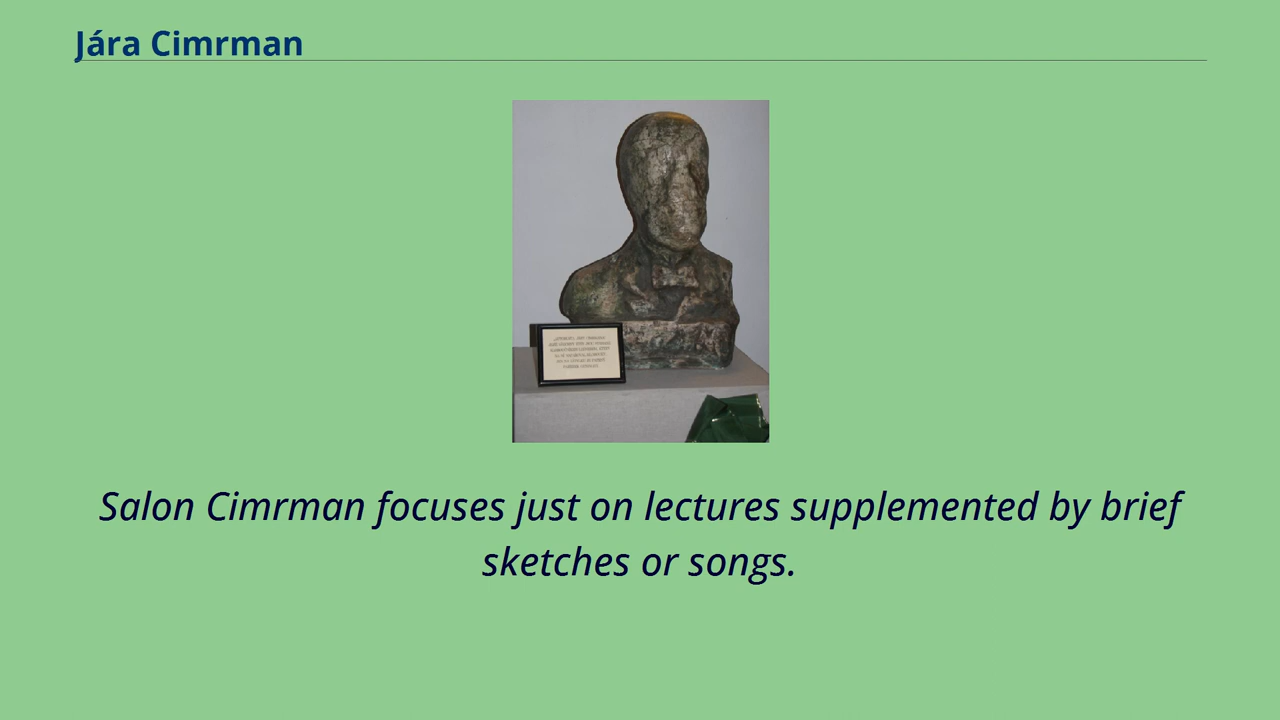 Jára Cimrman
Salon Cimrman focuses just on lectures supplemented by brief
sketches or songs.